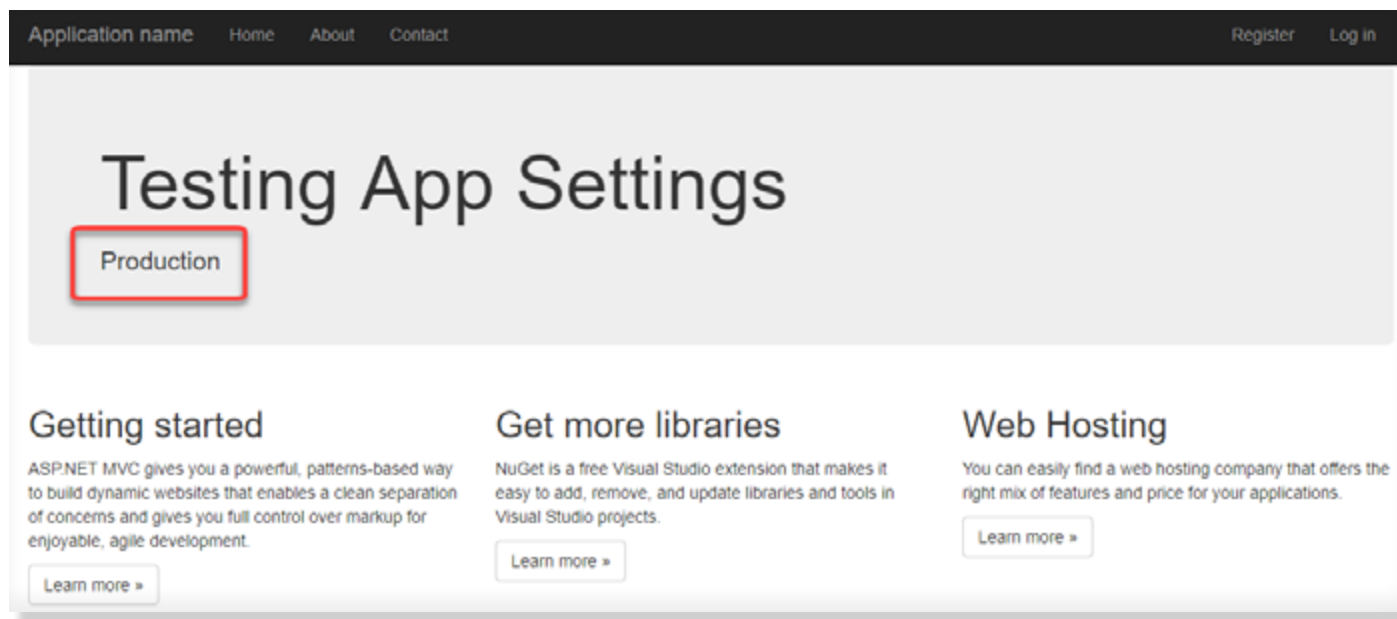 Application name Home About Contact Register Log in
Testing App Settings
Production
Getting started
ASP.NET MVC gives you a powerful, patterns-based way
to build dynamic websites that enables a clean separation
of concerns and gives you full control over markup for
enjoyable, agile development.
Learn more »
Get more libraries
NuGet is a free Visual Studio extension that makes it
easy to add, remove, and update libraries and tools in
Visual Studio projects.
Learn more »
Web Hosting
You can easily find a web hosting company that offers the
right mix of features and price for your applications.
Learn more »